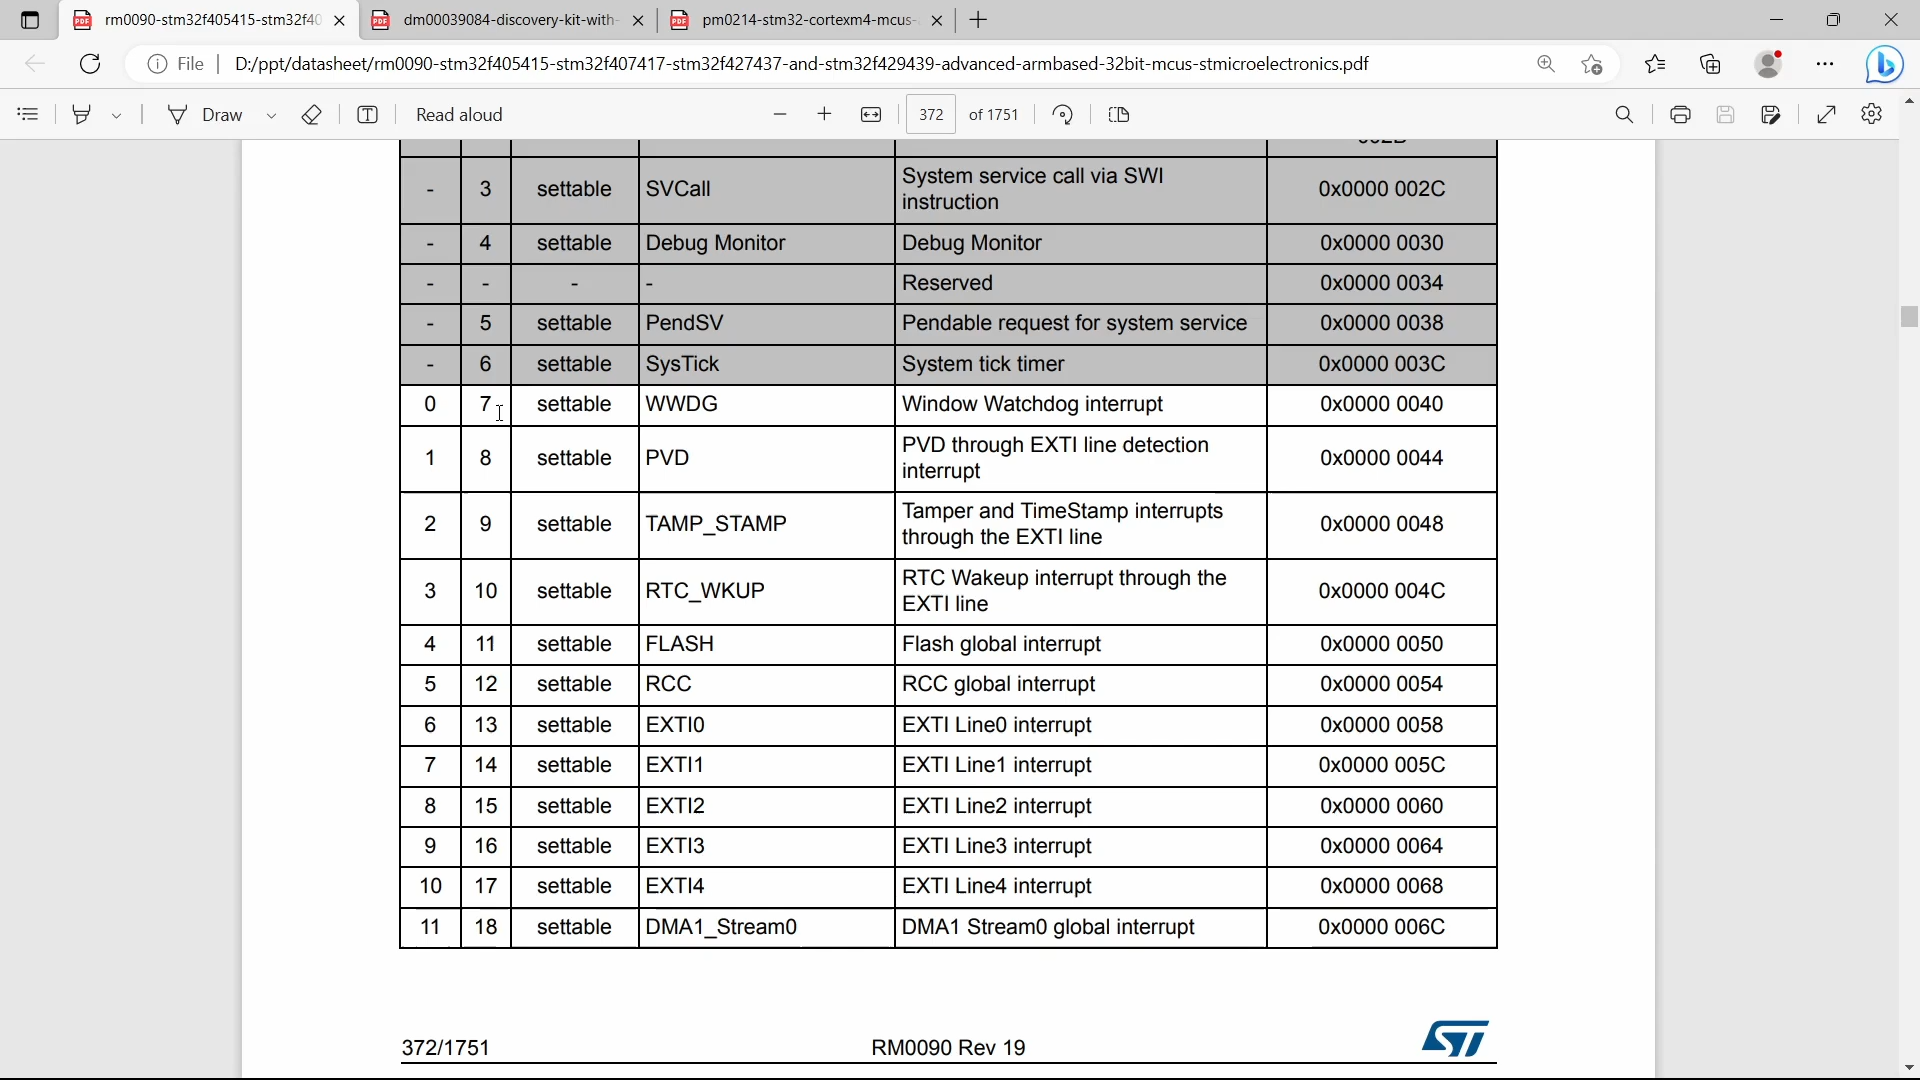 rm0090-stm32f405415-stm32f40
dm00039084-discovery-kit-with-
pm0214-stm32-cortexm4-mcus-
File D:/ppt/datasheet/rm0090-stm32f405415-stm32f407417-stm32f427437-and-stm32f429439-advanced-armbased-32bit-mcus-stmicroelectronics.pdf
Draw Read aloud 372 of 1751
- 3 settable SVCall System service call via SWI instruction 0x0000 002C
- 4 settable Debug Monitor Debug Monitor 0x0000 0030
- - - - Reserved 0x0000 0034
- 5 settable PendSV Pendable request for system service 0x0000 0038
- 6 settable SysTick System tick timer 0x0000 003C
0 7 settable WWDG Window Watchdog interrupt 0x0000 0040
1 8 settable PVD PVD through EXTI line detection interrupt 0x0000 0044
2 9 settable TAMP_STAMP Tamper and TimeStamp interrupts through the EXTI line 0x0000 0048
3 10 settable RTC_WKUP RTC Wakeup interrupt through the EXTI line 0x0000 004C
4 11 settable FLASH Flash global interrupt 0x0000 0050
5 12 settable RCC RCC global interrupt 0x0000 0054
6 13 settable EXTI0 EXTI Line0 interrupt 0x0000 0058
7 14 settable EXTI1 EXTI Line1 interrupt 0x0000 005C
8 15 settable EXTI2 EXTI Line2 interrupt 0x0000 0060
9 16 settable EXTI3 EXTI Line3 interrupt 0x0000 0064
10 17 settable EXTI4 EXTI Line4 interrupt 0x0000 0068
11 18 settable DMA1_Stream0 DMA1 Stream0 global interrupt 0x0000 006C
372/1751 RM0090 Rev 19 ST